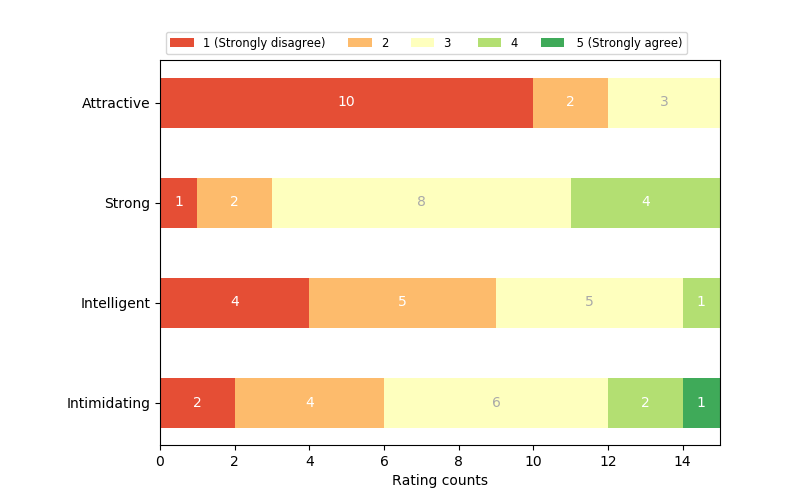 1 (Strongly disagree) 2 3 4 5 (Strongly agree)
Attractive 10 2 3
Strong 1 2 8 4
Intelligent 4 5 5 1
Intimidating 2 4 6 2 1
0 2 4 6 8 10 12 14
Rating counts